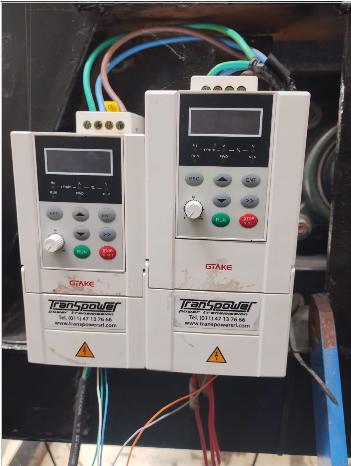 ESC
ENT
>>
RUN
STOP
GTAKE
Transpower
power transmission
Tel. (011) 47 13 76 66
www.transpowersrl.com
ESC
ENT
>>
RUN
STOP
GTAKE
Transpower
power transmission
Tel. (011) 47 13 76 66
www.transpowersrl.com